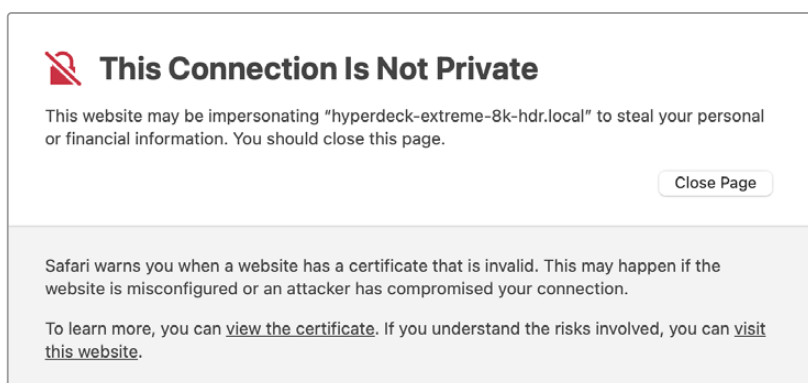 This Connection Is Not Private
This website may be impersonating “hyperdeck-extreme-8k-hdr.local” to steal your personal
or financial information. You should close this page.
Close Page
Safari warns you when a website has a certificate that is invalid. This may happen if the
website is misconfigured or an attacker has compromised your connection.
To learn more, you can view the certificate. If you understand the risks involved, you can visit
this website.